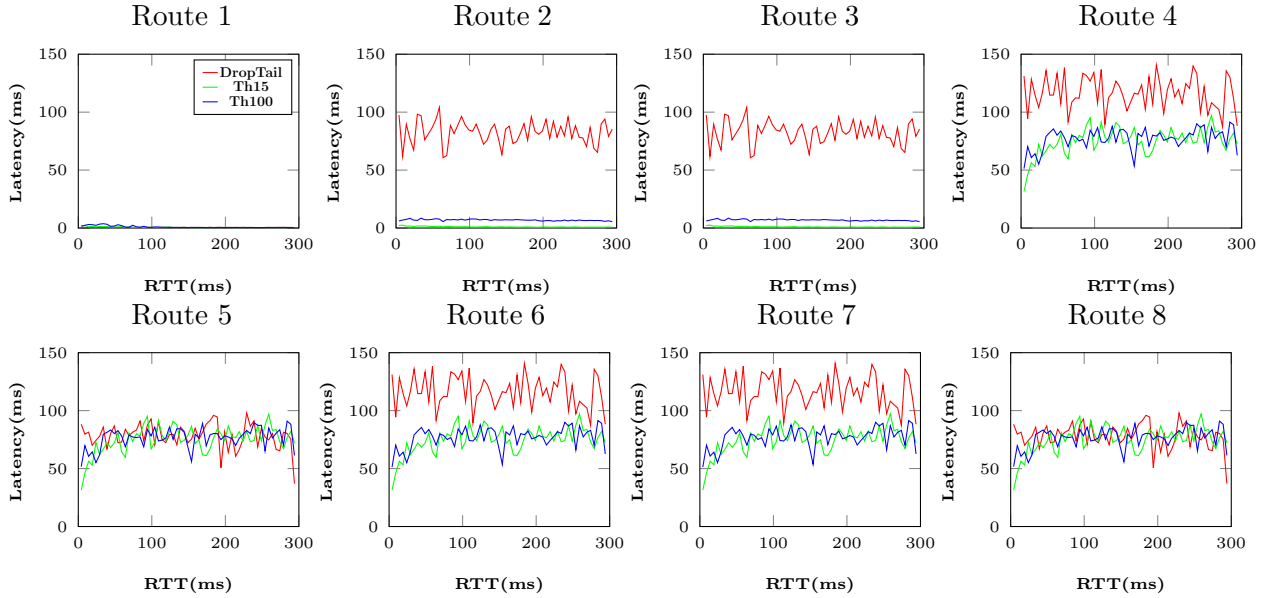 Route 1
Route 2
Route 3
Route 4
150
100
50
0
0
100
200
300
Latency(ms)
RTT(ms)
DropTail
Th15
Th100
150
100
50
0
0
100
200
300
Latency(ms)
RTT(ms)
150
100
50
0
0
100
200
300
Latency(ms)
RTT(ms)
150
100
50
0
0
100
200
300
Latency(ms)
RTT(ms)
Route 5
Route 6
Route 7
Route 8
150
100
50
0
0
100
200
300
Latency(ms)
RTT(ms)
150
100
50
0
0
100
200
300
Latency(ms)
RTT(ms)
150
100
50
0
0
100
200
300
Latency(ms)
RTT(ms)
150
100
50
0
0
100
200
300
Latency(ms)
RTT(ms)